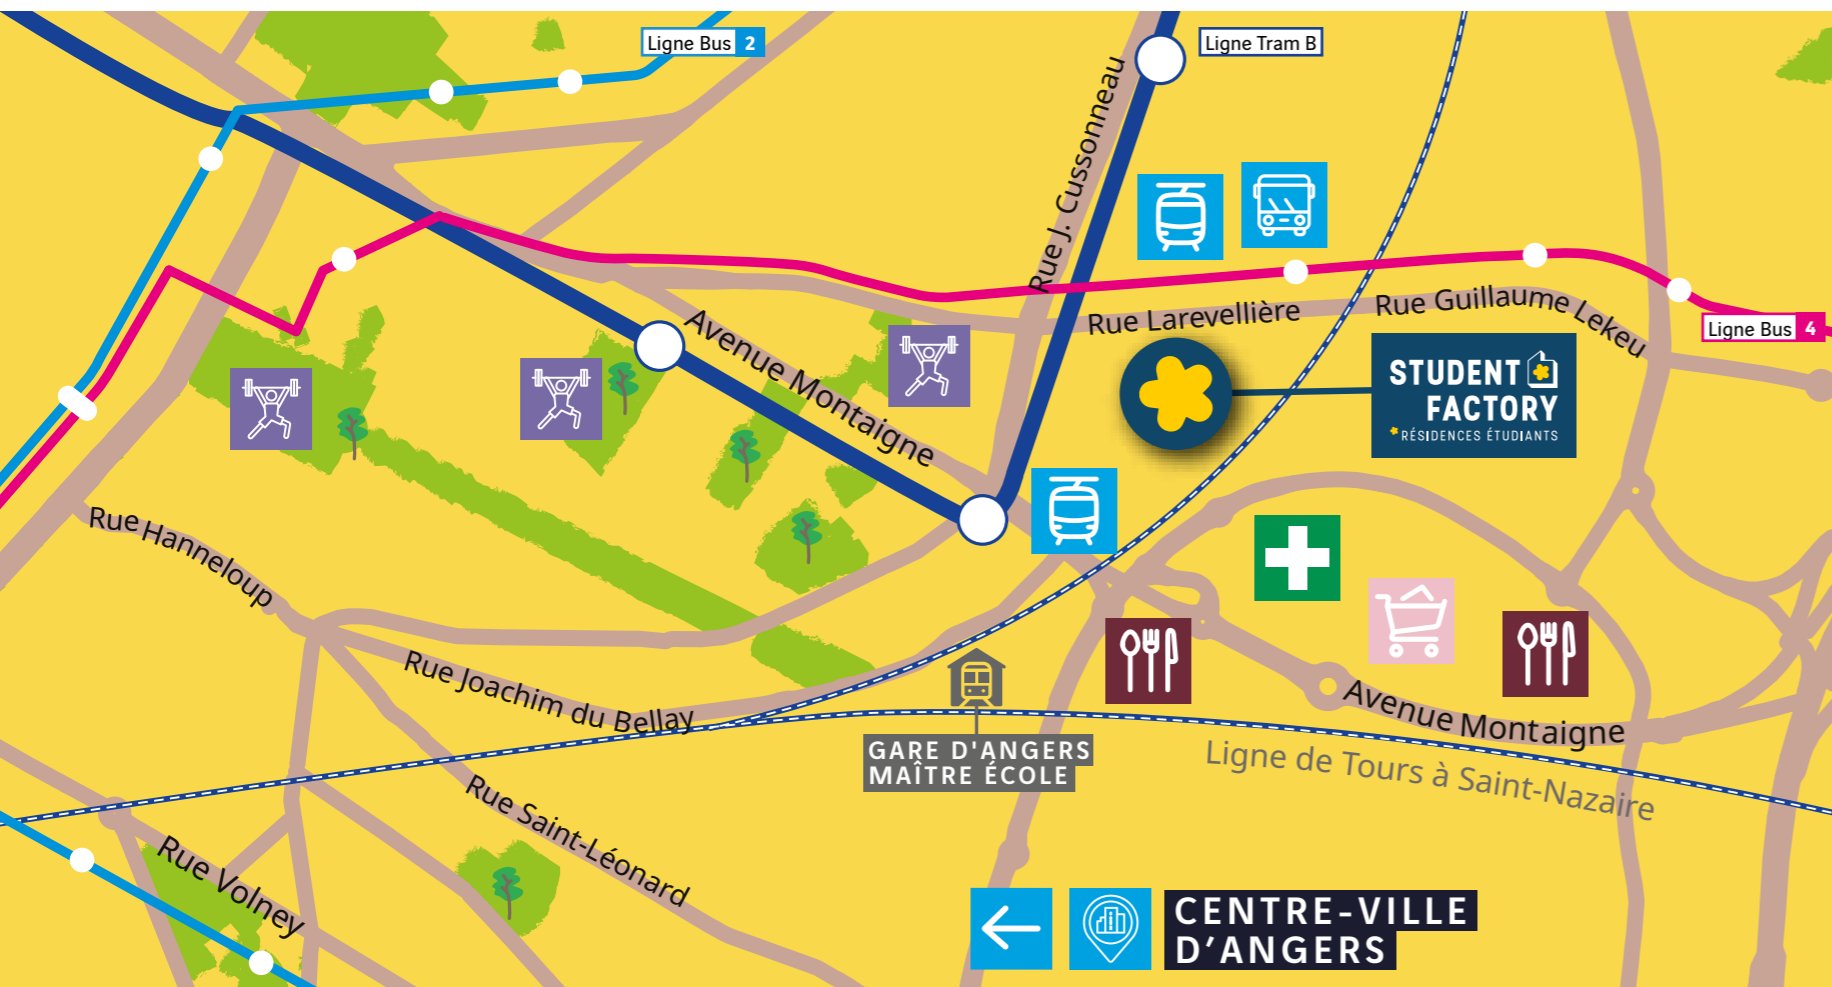 Ligne Bus 2
Ligne Tram B
Rue J. Cussonneau
Avenue Montaigne
Rue Larevellière
Rue Guillaume Lekeu
Ligne Bus 4
STUDENT
FACTORY
RÉSIDENCES ÉTUDIANTS
Rue Hanneloup
Rue Joachim du Bellay
GARE D'ANGERS
MAÎTRE ÉCOLE
Avenue Montaigne
Ligne de Tours à Saint-Nazaire
Rue Saint-Léonard
Rue Volney
CENTRE-VILLE
D’ANGERS